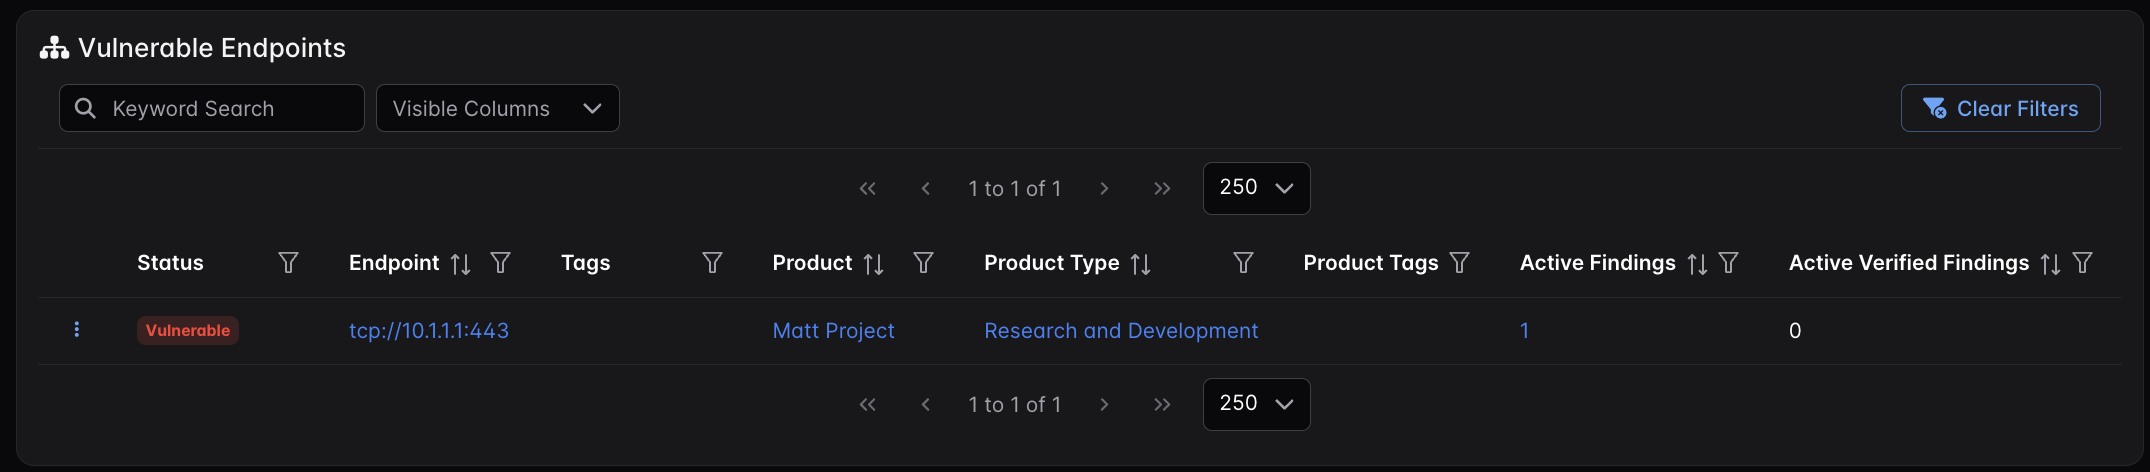 Vulnerable Endpoints
Keyword Search Visible Columns Clear Filters
1 to 1 of 1 250
Status Endpoint Tags Product Product Type Product Tags Active Findings Active Verified Findings
Vulnerable tcp://10.1.1.1:443 Matt Project Research and Development 1 0
1 to 1 of 1 250